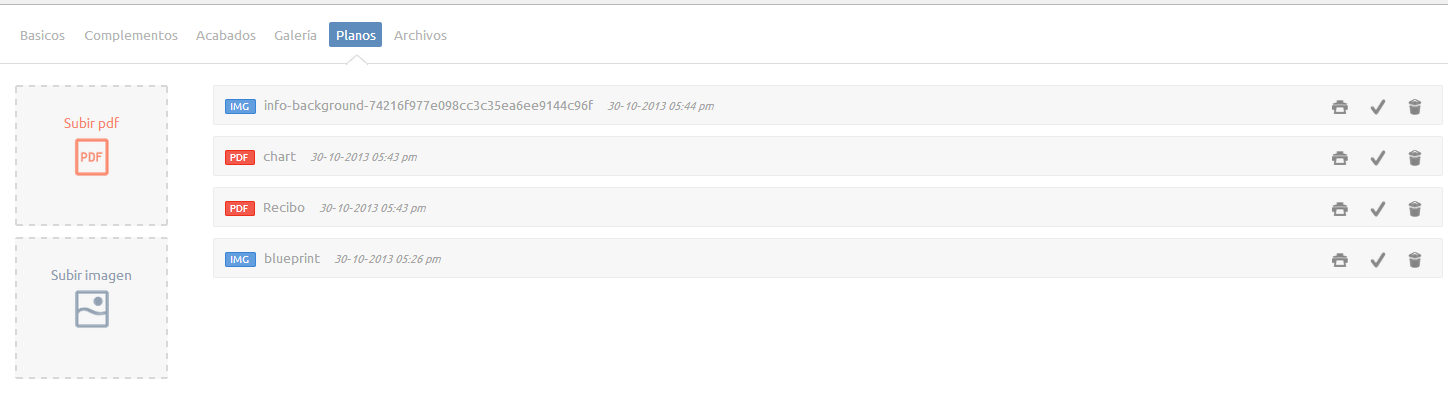 Basicos Complementos Acabados Galeria Planos Archivos
Subir pdf
PDF
Subir imagen
IMG info-background-74216f977e098cc3c35ea6ee9144c96f 30-10-2013 05:44 pm
PDF chart 30-10-2013 05:43 pm
PDF Recibo 30-10-2013 05:43 pm
IMG blueprint 30-10-2013 05:26 pm